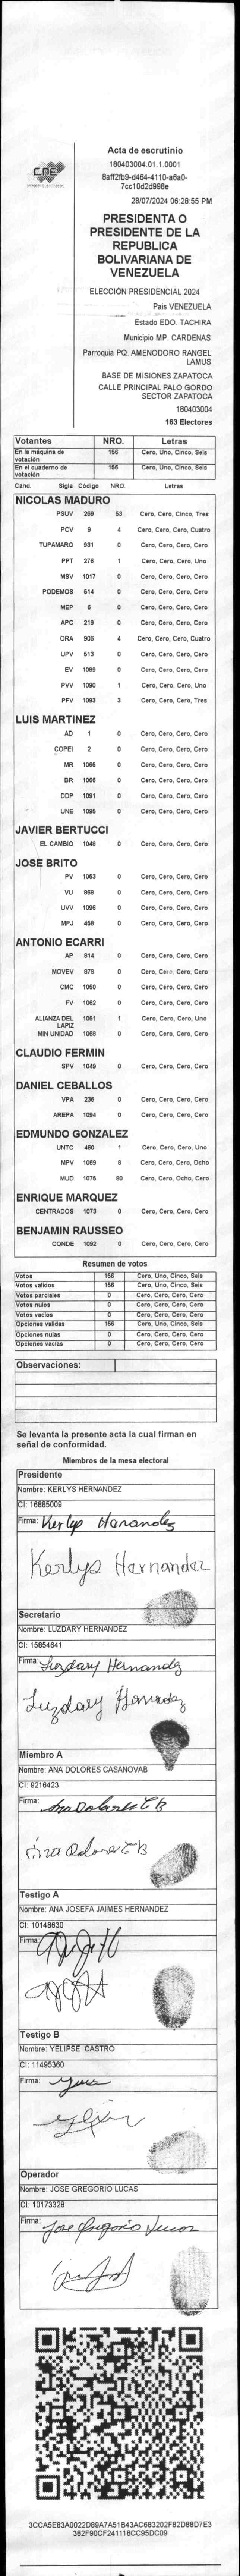 CNE
Acta de escrutinio
180403004.01.1.0001
8aff2fb9-d464-4110-a6a0-
7cc10d2d998e
28/07/2024 06:28:55 PM
PRESIDENTA O
PRESIDENTE DE LA
REPUBLICA
BOLIVARIANA DE
VENEZUELA
ELECCIÓN PRESIDENCIAL 2024
Pais VENEZUELA
Estado EDO. TACHIRA
Municipio MP. CARDENAS
Parroquia PQ. AMENODORO RANGEL
LAMUS
BASE DE MISIONES ZAPATOCA
CALLE PRINCIPAL PALO GORDO
SECTOR ZAPATOCA
180403004
163 Electores
Votantes NRO. Letras
En la máquina de votación 156 Cero, Uno, Cinco, Seis
En el cuaderno de votación 156 Cero, Uno, Cinco, Seis
Cand. Sigla Código NRO. Letras
NICOLAS MADURO
PSUV 269 53 Cero, Cero, Cinco, Tres
PCV 9 4 Cero, Cero, Cero, Cuatro
TUPAMARO 931 0 Cero, Cero, Cero, Cero
PPT 276 1 Cero, Cero, Cero, Uno
MSV 1017 0 Cero, Cero, Cero, Cero
PODEMOS 514 0 Cero, Cero, Cero, Cero
MEP 6 0 Cero, Cero, Cero, Cero
APC 219 0 Cero, Cero, Cero, Cero
ORA 906 4 Cero, Cero, Cero, Cuatro
UPV 513 0 Cero, Cero, Cero, Cero
EV 1089 0 Cero, Cero, Cero, Cero
PVV 1090 1 Cero, Cero, Cero, Uno
PFV 1093 3 Cero, Cero, Cero, Tres
LUIS MARTINEZ
AD 1 0 Cero, Cero, Cero, Cero
COPEI 2 0 Cero, Cero, Cero, Cero
MR 1065 0 Cero, Cero, Cero, Cero
BR 1066 0 Cero, Cero, Cero, Cero
DDP 1091 0 Cero, Cero, Cero, Cero
UNE 1095 0 Cero, Cero, Cero, Cero
JAVIER BERTUCCI
EL CAMBIO 1048 0 Cero, Cero, Cero, Cero
JOSE BRITO
PV 1053 0 Cero, Cero, Cero, Cero
VU 868 0 Cero, Cero, Cero, Cero
UVV 1096 0 Cero, Cero, Cero, Cero
MPJ 458 0 Cero, Cero, Cero, Cero
ANTONIO ECARRI
AP 814 0 Cero, Cero, Cero, Cero
MOVEV 979 0 Cero, Cero, Cero, Cero
CMC 1050 0 Cero, Cero, Cero, Cero
FV 1062 0 Cero, Cero, Cero, Cero
ALIANZA DEL LAPIZ 1051 1 Cero, Cero, Cero, Uno
MIN UNIDAD 1068 0 Cero, Cero, Cero, Cero
CLAUDIO FERMIN
SPV 1049 0 Cero, Cero, Cero, Cero
DANIEL CEBALLOS
VPA 236 0 Cero, Cero, Cero, Cero
AREPA 1094 0 Cero, Cero, Cero, Cero
EDMUNDO GONZALEZ
UNTC 460 1 Cero, Cero, Cero, Uno
MPV 1069 8 Cero, Cero, Cero, Ocho
MUD 1076 80 Cero, Cero, Ocho, Cero
ENRIQUE MARQUEZ
CENTRADOS 1073 0 Cero, Cero, Cero, Cero
BENJAMIN RAUSSEO
CONDE 1092 0 Cero, Cero, Cero, Cero
Resumen de votos
Votos 156 Cero, Uno, Cinco, Seis
Votos validos 156 Cero, Uno, Cinco, Seis
Votos parciales 0 Cero, Cero, Cero, Cero
Votos nulos 0 Cero, Cero, Cero, Cero
Votos vacíos 0 Cero, Cero, Cero, Cero
Opciones validas 156 Cero, Uno, Cinco, Seis
Opciones nulas 0 Cero, Cero, Cero, Cero
Opciones vacías 0 Cero, Cero, Cero, Cero
Observaciones:
Se levanta la presente acta la cual firman en
señal de conformidad.
Miembros de la mesa electoral
Presidente
Nombre: KERLYS HERNANDEZ
CI: 16885009
Firma: Kerlys Hernandez
Kerlys Hernandez
Secretario
Nombre: LUZDARY HERNANDEZ
CI: 15854641
Firma: Luzdary Hernandez
Luzdary Hernandez
Miembro A
Nombre: ANA DOLORES CASANOVAB
CI: 9216423
Firma: Ana Dolores C B
Ana Dolores C B
Testigo A
Nombre: ANA JOSEFA JAIMES HERNANDEZ
CI: 10148630
Firma:
Testigo B
Nombre: YELIPSE CASTRO
CI: 11495360
Firma:
Operador
Nombre: JOSE GREGORIO LUCAS
CI: 10173328
Firma: Jose Gregorio Lucas
3CCA5E83A0022D89A7A51B43AC683202F82D88D7E3
382F90CF241118CC95DC09